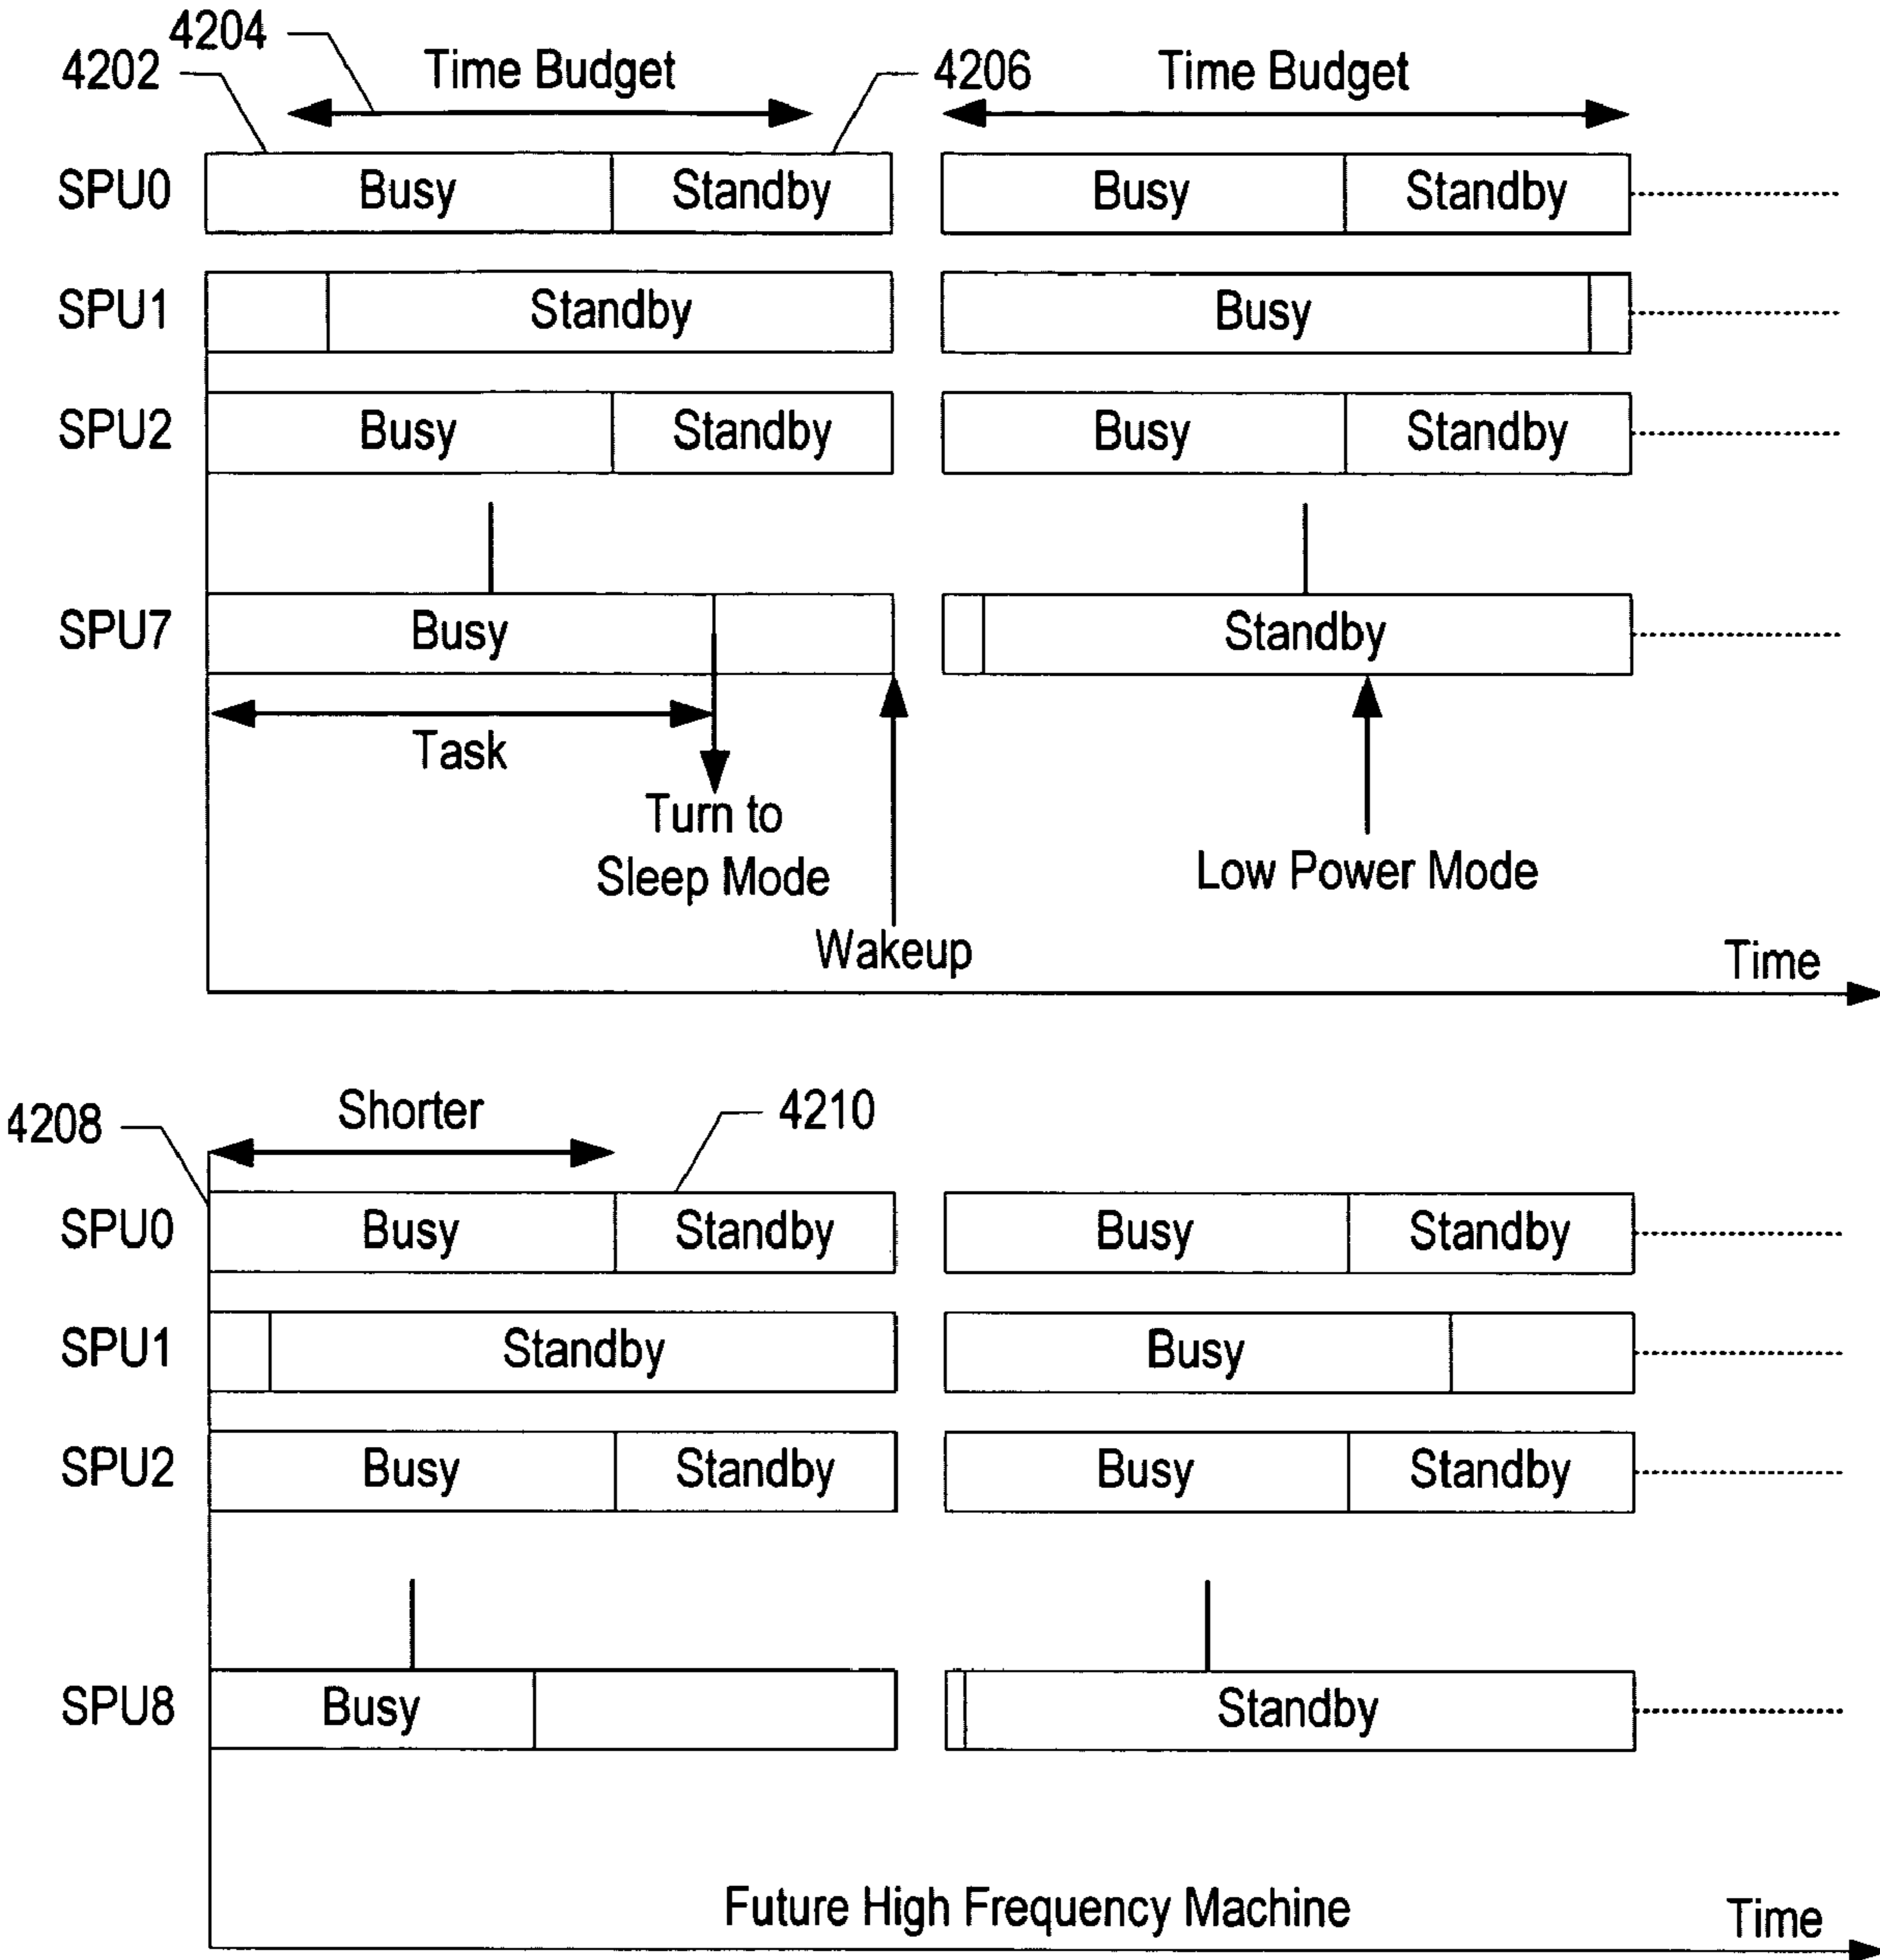 4204
4202
Time Budget
4206
Time Budget
SPU0
Busy
Standby
Busy
Standby
SPU1
Standby
Busy
SPU2
Busy
Standby
Busy
Standby
SPU7
Busy
Standby
Task
Turn to
Sleep Mode
Low Power Mode
Wakeup
Time
4208
Shorter
4210
SPU0
Busy
Standby
Busy
Standby
SPU1
Standby
Busy
SPU2
Busy
Standby
Busy
Standby
SPU8
Busy
Standby
Future High Frequency Machine
Time